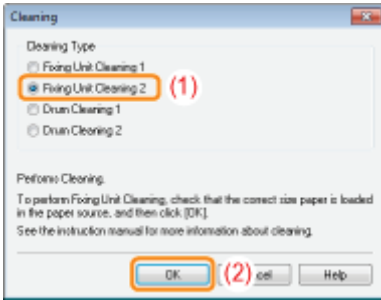 Cleaning
Cleaning Type
Fixing Unit Cleaning 1
Fixing Unit Cleaning 2 (1)
Drum Cleaning 1
Drum Cleaning 2
Performs Cleaning.
To perform Fixing Unit Cleaning, check that the correct size paper is loaded
in the paper source, and then click [OK].
See the instruction manual for more information about cleaning.
OK (2) cel Help